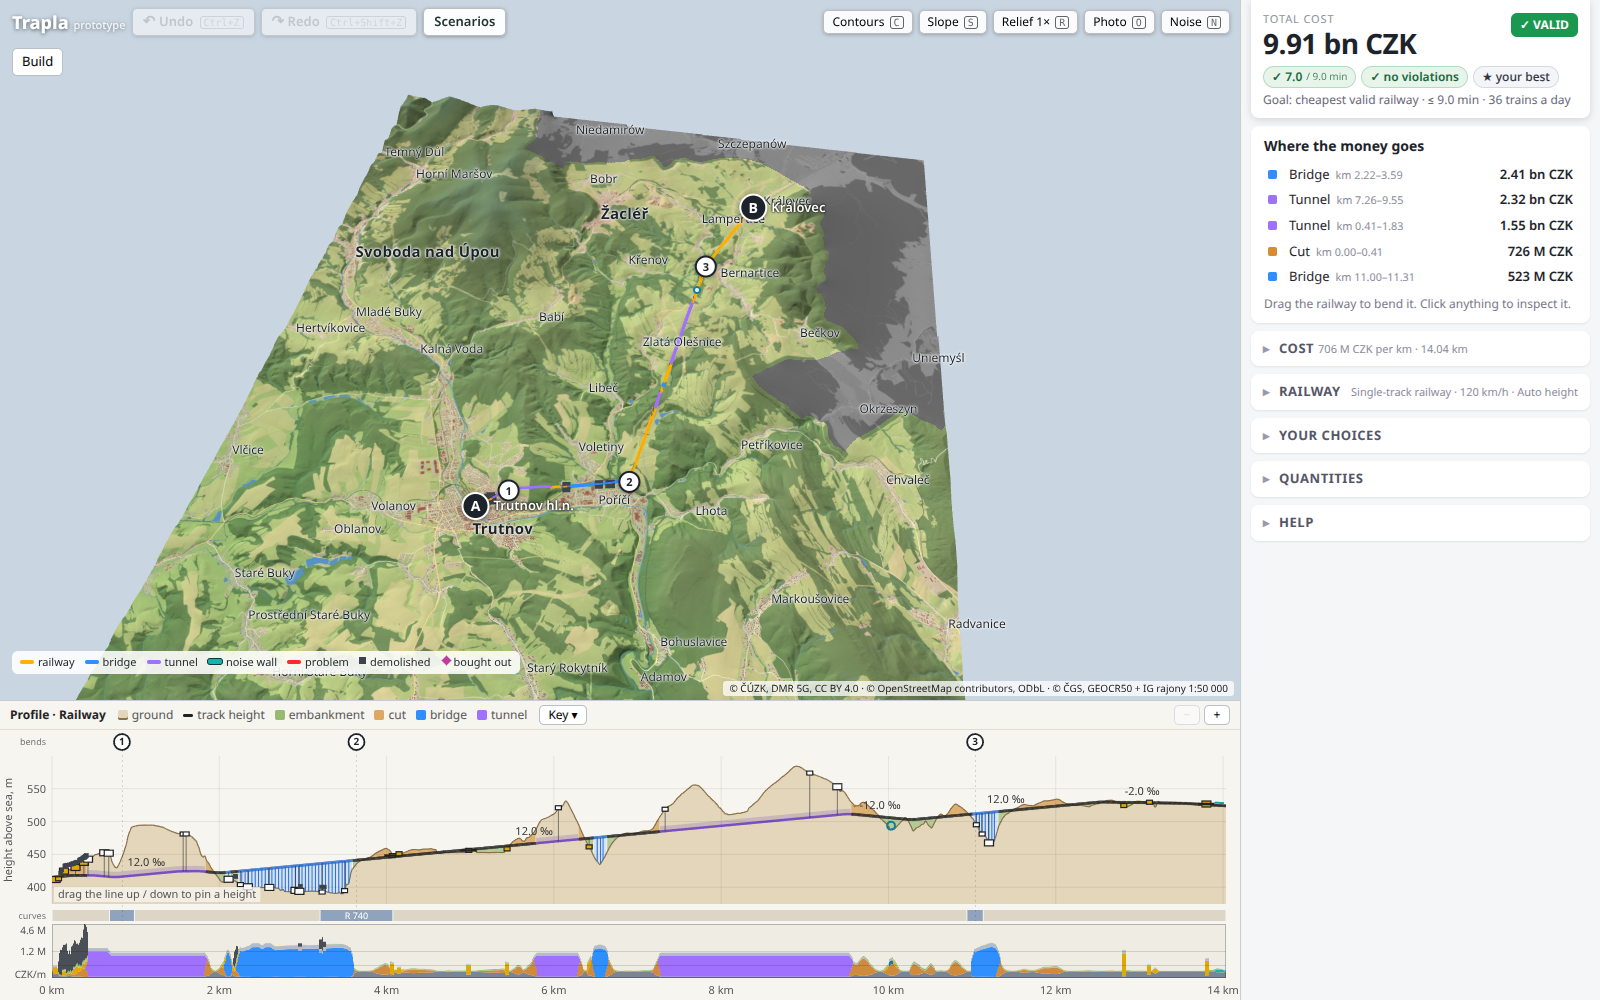 Trapla prototype
↶ Undo Ctrl+Z
↷ Redo Ctrl+Shift+Z
Scenarios
Contours C
Slope S
Relief 1× R
Photo O
Noise N
Build
Niedamirów
Szczepanów
Temný Důl
Horní Maršov
Bobr
Žacléř
Královec
B Královec
Svoboda nad Úpou
Křenov
3
Bernartice
Mladé Buky
Hertvíkovice
Babí
Kalná Voda
Zlatá Olešnice
Bečkov
Uniemyśl
Libeč
Okrzeszyn
Vlčice
Voletiny
Petříkovice
Chvaleč
1
2
Poříčí
A Trutnov hl.n.
Volanov
Lhota
Oblanov
Trutnov
Staré Buky
Prostřední Staré Buky
Markoušovice
Radvanice
Bohuslavice
Starý Rokytník
Adamov
railway bridge tunnel noise wall problem demolished bought out
© ČÚZK, DMR 5G, CC BY 4.0 · © OpenStreetMap contributors, ODbL · © ČGS, GEOCR50 + IG rajony 1:50 000
TOTAL COST
9.91 bn CZK
✓ VALID
✓ 7.0 / 9.0 min
✓ no violations
★ your best
Goal: cheapest valid railway · ≤ 9.0 min · 36 trains a day
Where the money goes
Bridge km 2.22–3.59 2.41 bn CZK
Tunnel km 7.26–9.55 2.32 bn CZK
Tunnel km 0.41–1.83 1.55 bn CZK
Cut km 0.00–0.41 726 M CZK
Bridge km 11.00–11.31 523 M CZK
Drag the railway to bend it. Click anything to inspect it.
▸ COST 706 M CZK per km · 14.04 km
▸ RAILWAY Single-track railway · 120 km/h · Auto height
▸ YOUR CHOICES
▸ QUANTITIES
▸ HELP
Profile · Railway ground track height embankment cut bridge tunnel Key ▾
− +
bends 1 2 3
height above sea, m
550
500
450
400
12.0 ‰
12.0 ‰
-12.0 ‰
12.0 ‰
-2.0 ‰
drag the line up / down to pin a height
curves R 740
4.6 M
1.2 M
CZK/m
0 km 2 km 4 km 6 km 8 km 10 km 12 km 14 km